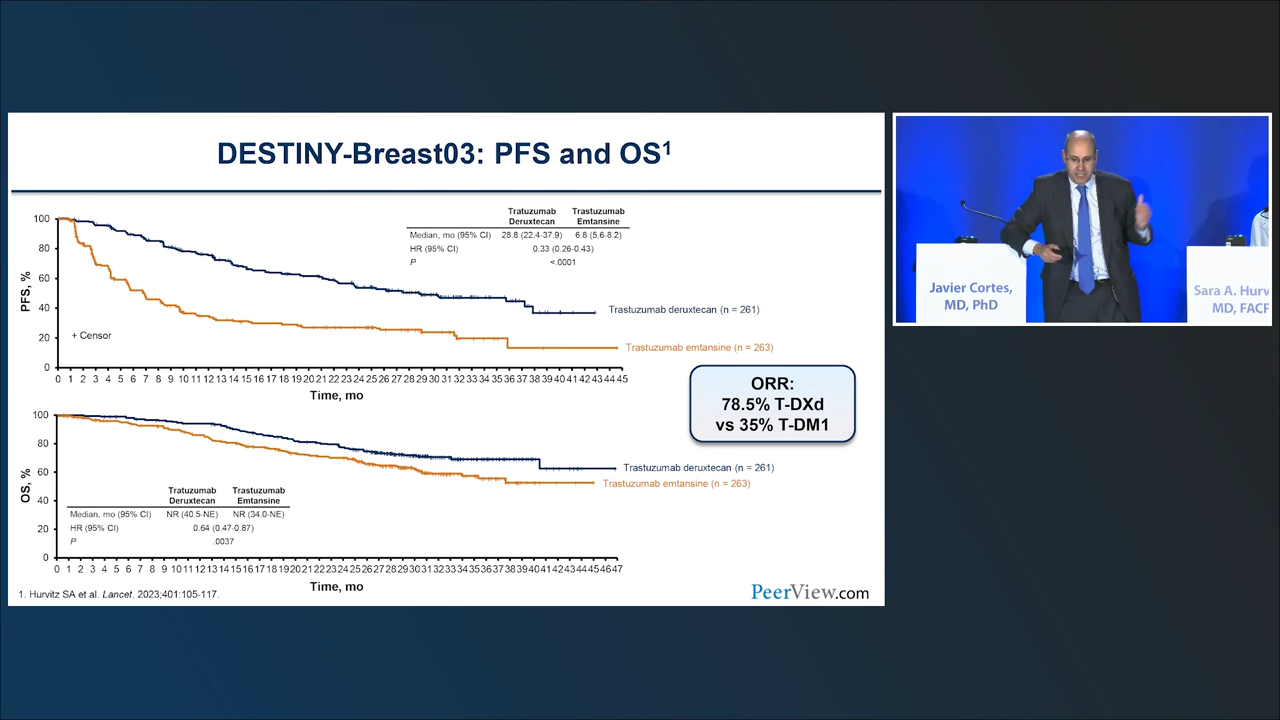 DESTINY-Breast03: PFS and OS1
Tratuzumab Deruxtecan
Trastuzumab Emtansine
Median, mo (95% CI) 28.8 (22.4-37.9) 6.8 (5.6-8.2)
HR (95% CI) 0.33 (0.26-0.43)
P <.0001
PFS, %
100
80
60
40
20
0
+ Censor
Trastuzumab deruxtecan (n = 261)
Trastuzumab emtansine (n = 263)
0 1 2 3 4 5 6 7 8 9 10 11 12 13 14 15 16 17 18 19 20 21 22 23 24 25 26 27 28 29 30 31 32 33 34 35 36 37 38 39 40 41 42 43 44 45
Time, mo
ORR:
78.5% T-DXd
vs 35% T-DM1
OS, %
100
80
60
40
20
0
Trastuzumab deruxtecan (n = 261)
Trastuzumab emtansine (n = 263)
Tratuzumab Deruxtecan
Trastuzumab Emtansine
Median, mo (95% CI) NR (40.5-NE) NR (34.0-NE)
HR (95% CI) 0.64 (0.47-0.87)
P .0037
0 1 2 3 4 5 6 7 8 9 10 11 12 13 14 15 16 17 18 19 20 21 22 23 24 25 26 27 28 29 30 31 32 33 34 35 36 37 38 39 40 41 42 43 44 45 46 47
Time, mo
1. Hurvitz SA et al. Lancet. 2023;401:105-117.
PeerView.com
Javier Cortes,
MD, PhD
Sara A. Hurv
MD, FACP